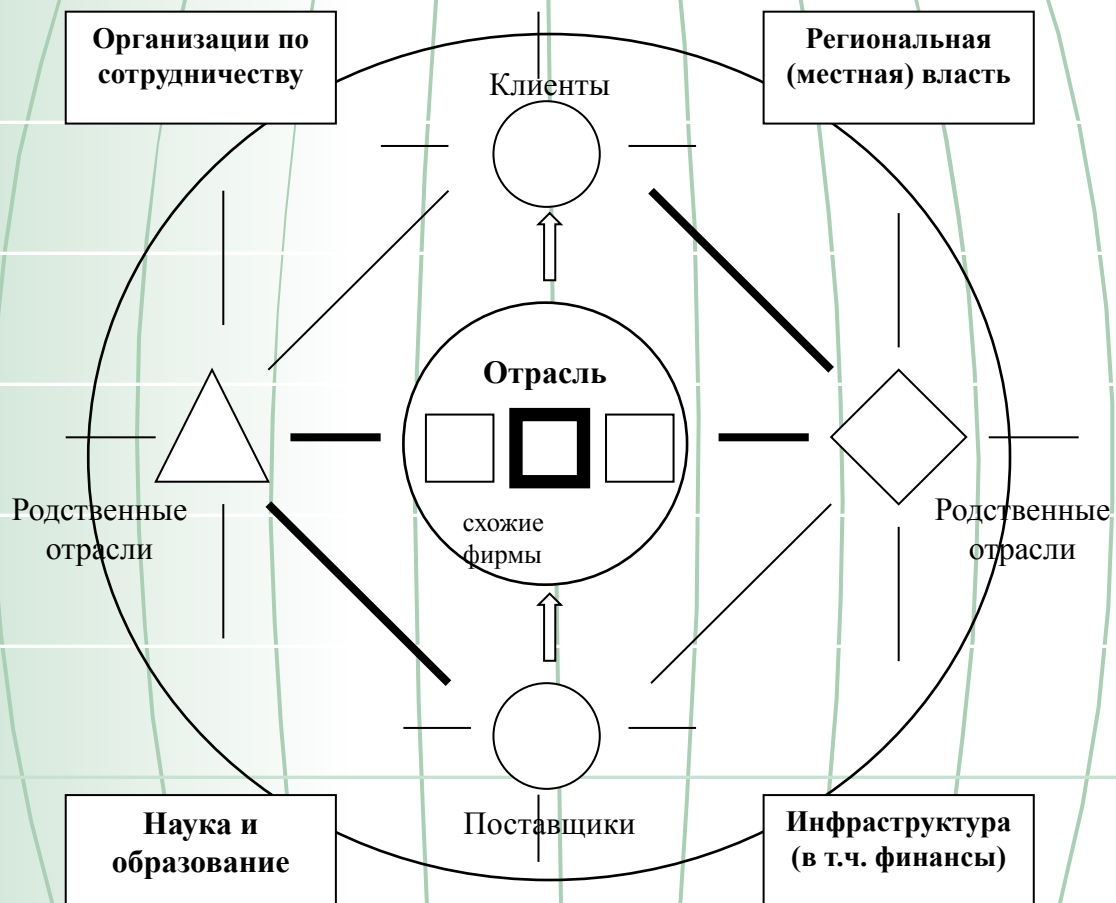 Организации по
сотрудничеству
Региональная
(местная) власть
Клиенты
Отрасль
схожие
фирмы
Родственные
отрасли
Родственные
отрасли
Поставщики
Наука и
образование
Инфраструктура
(в т.ч. финансы)